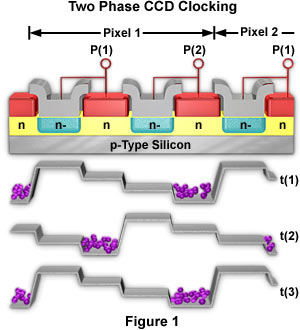 Two Phase CCD Clocking
Pixel 1 Pixel 2
P(1) P(2) P(1)
n n- n n- n n- n
p-Type Silicon
t(1)
t(2)
t(3)
Figure 1